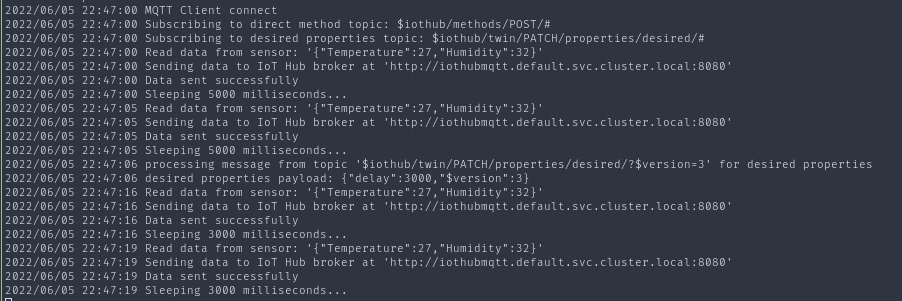 2022/06/05 22:47:00 MQTT Client connect
2022/06/05 22:47:00 Subscribing to direct method topic: $iothub/methods/POST/#
2022/06/05 22:47:00 Subscribing to desired properties topic: $iothub/twin/PATCH/properties/desired/#
2022/06/05 22:47:00 Read data from sensor: '{"Temperature":27,"Humidity":32}'
2022/06/05 22:47:00 Sending data to IoT Hub broker at 'http://iothubmqtt.default.svc.cluster.local:8080'
2022/06/05 22:47:00 Data sent successfully
2022/06/05 22:47:00 Sleeping 5000 milliseconds...
2022/06/05 22:47:05 Read data from sensor: '{"Temperature":27,"Humidity":32}'
2022/06/05 22:47:05 Sending data to IoT Hub broker at 'http://iothubmqtt.default.svc.cluster.local:8080'
2022/06/05 22:47:05 Data sent successfully
2022/06/05 22:47:05 Sleeping 5000 milliseconds...
2022/06/05 22:47:06 processing message from topic '$iothub/twin/PATCH/properties/desired/?$version=3' for desired properties
2022/06/05 22:47:06 desired properties payload: {"delay":3000,"$version":3}
2022/06/05 22:47:16 Read data from sensor: '{"Temperature":27,"Humidity":32}'
2022/06/05 22:47:16 Sending data to IoT Hub broker at 'http://iothubmqtt.default.svc.cluster.local:8080'
2022/06/05 22:47:16 Data sent successfully
2022/06/05 22:47:16 Sleeping 3000 milliseconds...
2022/06/05 22:47:19 Read data from sensor: '{"Temperature":27,"Humidity":32}'
2022/06/05 22:47:19 Sending data to IoT Hub broker at 'http://iothubmqtt.default.svc.cluster.local:8080'
2022/06/05 22:47:19 Data sent successfully
2022/06/05 22:47:19 Sleeping 3000 milliseconds...